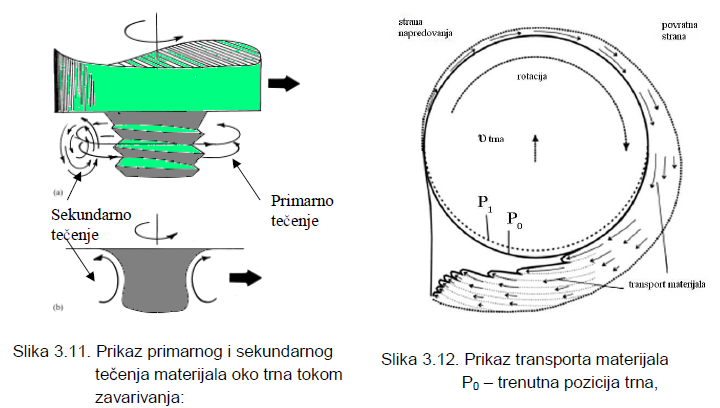 (a)
Sekundarno
tečenje
Primarno
tečenje
(b)
Slika 3.11. Prikaz primarnog i sekundarnog
tečenja materijala oko trna tokom
zavarivanja:
strana
napredovanja
povratna
strana
rotacija
υ trna
P1
P0
transport materijala
Slika 3.12. Prikaz transporta materijala
P0 – trenutna pozicija trna,